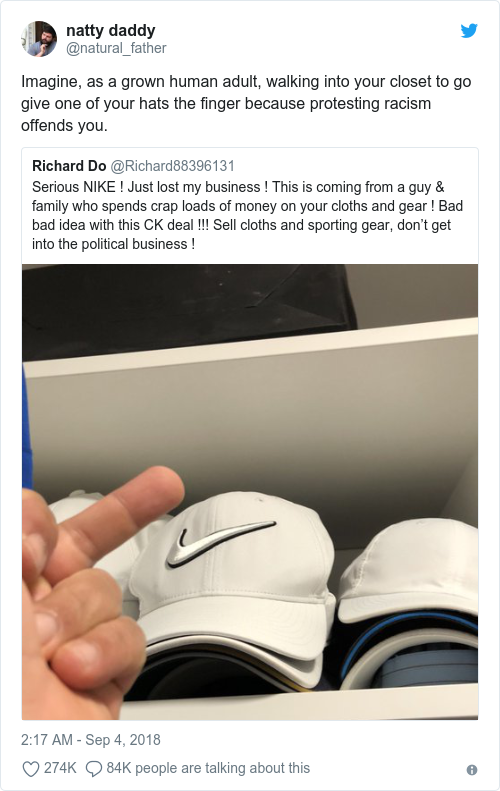 natty daddy
@natural_father
Imagine, as a grown human adult, walking into your closet to go
give one of your hats the finger because protesting racism
offends you.
Richard Do @Richard88396131
Serious NIKE ! Just lost my business ! This is coming from a guy &
family who spends crap loads of money on your cloths and gear ! Bad
bad idea with this CK deal !!! Sell cloths and sporting gear, don’t get
into the political business !
2:17 AM - Sep 4, 2018
274K 84K people are talking about this